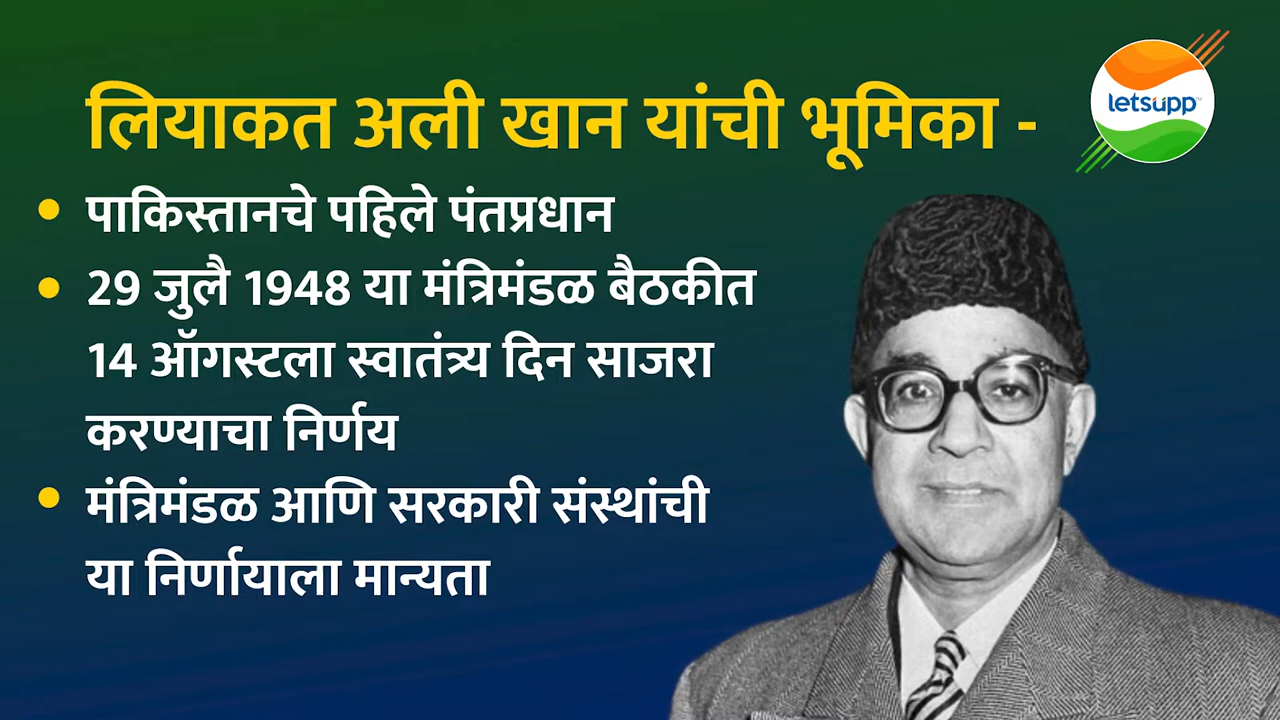 लियाकत अली खान यांची भूमिका -
letsupp™
पाकिस्तानचे पहिले पंतप्रधान
29 जुलै 1948 या मंत्रिमंडळ बैठकीत
14 ऑगस्टला स्वातंत्र्य दिन साजरा
करण्याचा निर्णय
मंत्रिमंडळ आणि सरकारी संस्थांची
या निर्णायाला मान्यता